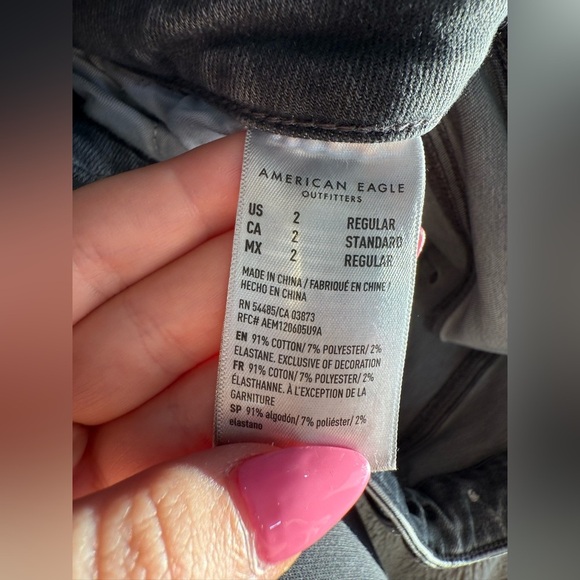 AMERICAN EAGLE
OUTFITTERS
US 2 REGULAR
CA 2 STANDARD
MX 2 REGULAR
MADE IN CHINA / FABRIQUÉ EN CHINE /
HECHO EN CHINA
RN 54485/CA 03873
RFC# AEM120605U9A
EN 91% COTTON/ 7% POLYESTER/ 2%
ELASTANE. EXCLUSIVE OF DECORATION
FR 91% COTON/ 7% POLYESTER/ 2%
ÉLASTHANNE. À L'EXCEPTION DE LA
GARNITURE
SP 91% algodón/ 7% poliéster/ 2%
elastano